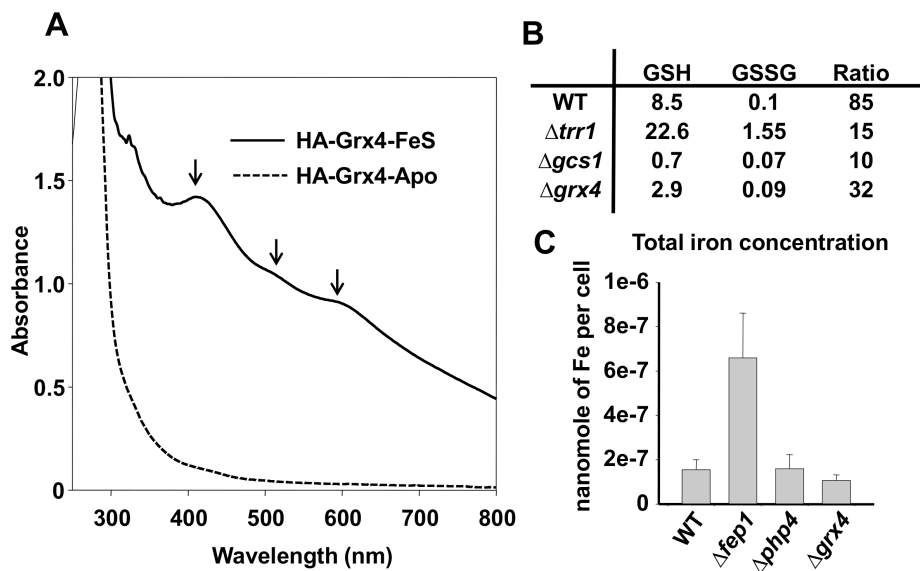 A
2.0
1.5
1.0
0.5
0
Absorbance
300 400 500 600 700 800
Wavelength (nm)
HA-Grx4-FeS
HA-Grx4-Apo
B
GSH GSSG Ratio
WT 8.5 0.1 85
Δtrr1 22.6 1.55 15
Δgcs1 0.7 0.07 10
Δgrx4 2.9 0.09 32
C
Total iron concentration
nanomole of Fe per cell
1e-6
8e-7
6e-7
4e-7
2e-7
0
WT Δfep1 Δphp4 Δgrx4